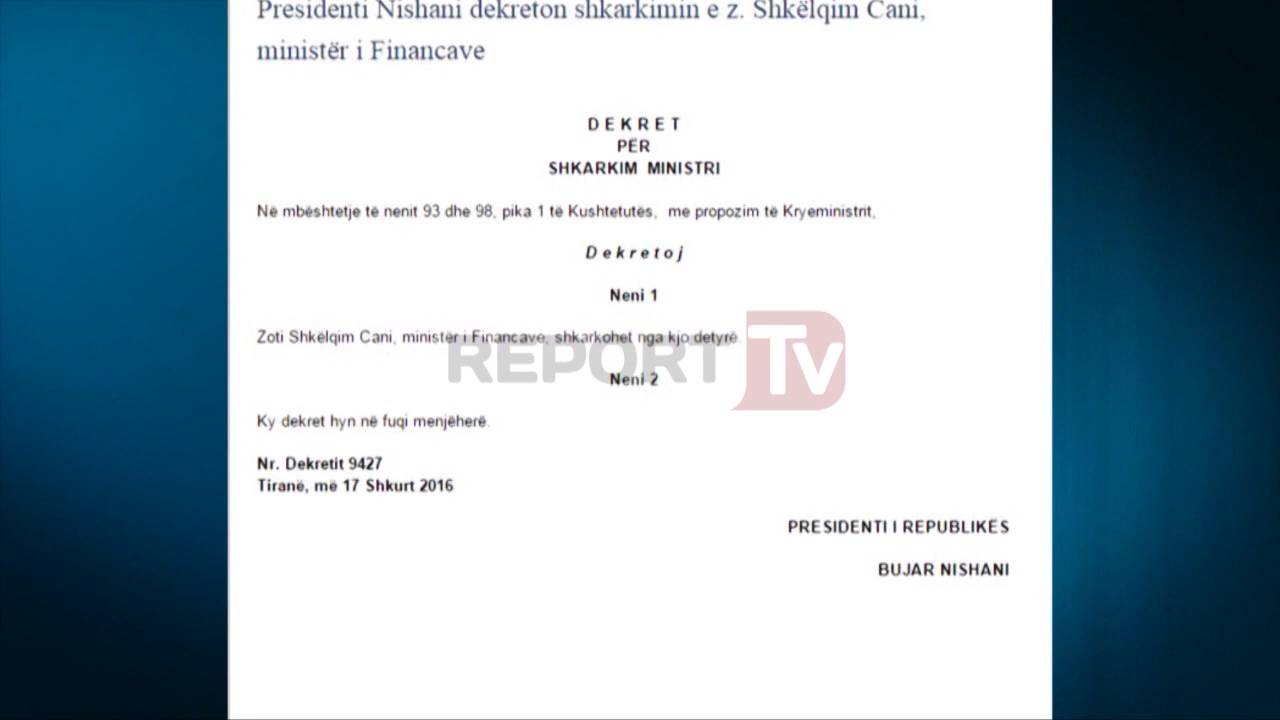 Presidenti Nishani dekreton shkarkimin e z. Shkëlqim Cani,
ministër i Financave
D E K R E T
PËR
SHKARKIM MINISTRI
Në mbështetje të nenit 93 dhe 98, pika 1 të Kushtetutës, me propozim të Kryeministrit,
D e k r e t o j
Neni 1
Zoti Shkëlqim Cani, ministër i Financave, shkarkohet nga kjo detyrë.
REPORT Tv
Neni 2
Ky dekret hyn në fuqi menjëherë.
Nr. Dekretit 9427
Tiranë, më 17 Shkurt 2016
PRESIDENTI I REPUBLIKËS
BUJAR NISHANI